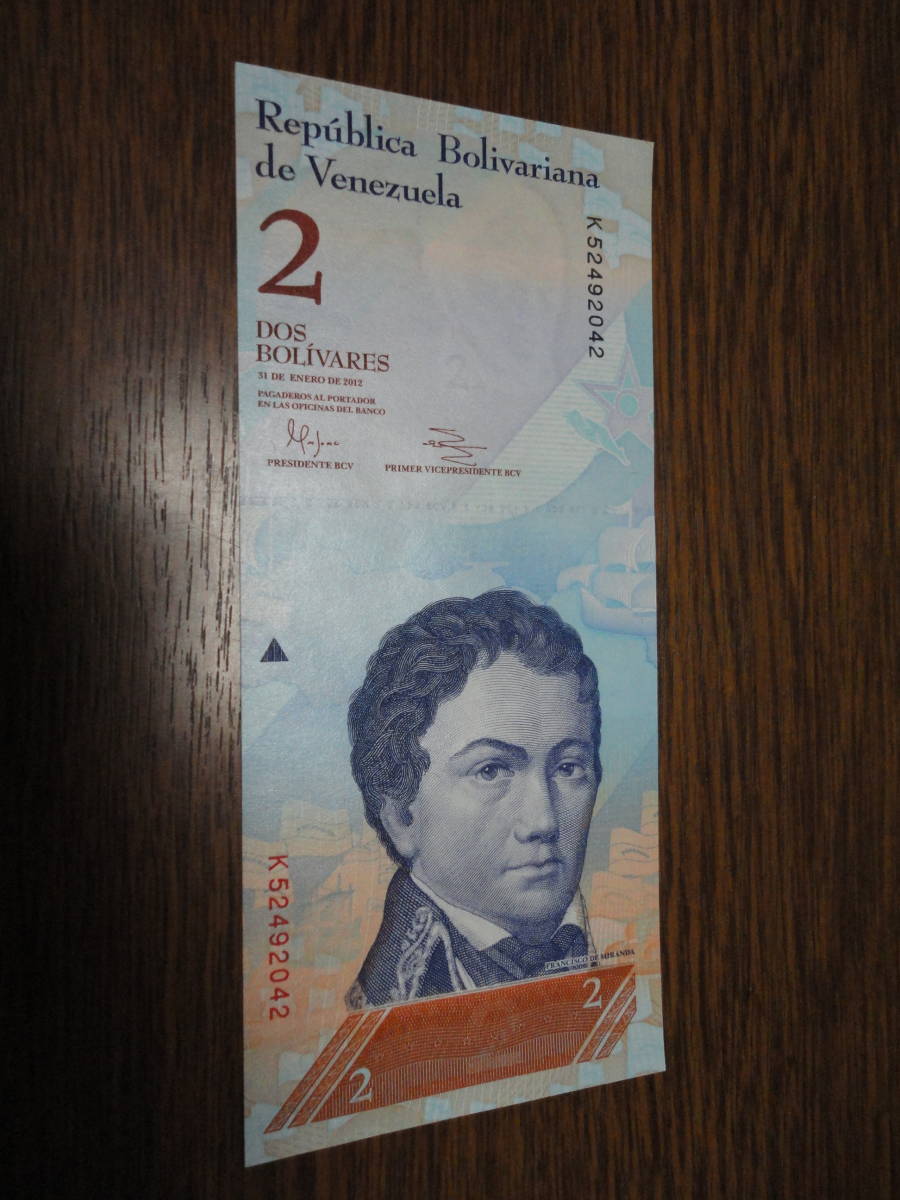 República Bolivariana
de Venezuela
K52492042
2
DOS
BOLÍVARES
31 DE ENERO DE 2012
PAGADEROS AL PORTADOR
EN LAS OFICINAS DEL BANCO
PRESIDENTE BCV
PRIMER VICEPRESIDENTE BCV
2
K52492042
FRANCISCO DE MIRANDA
2
2